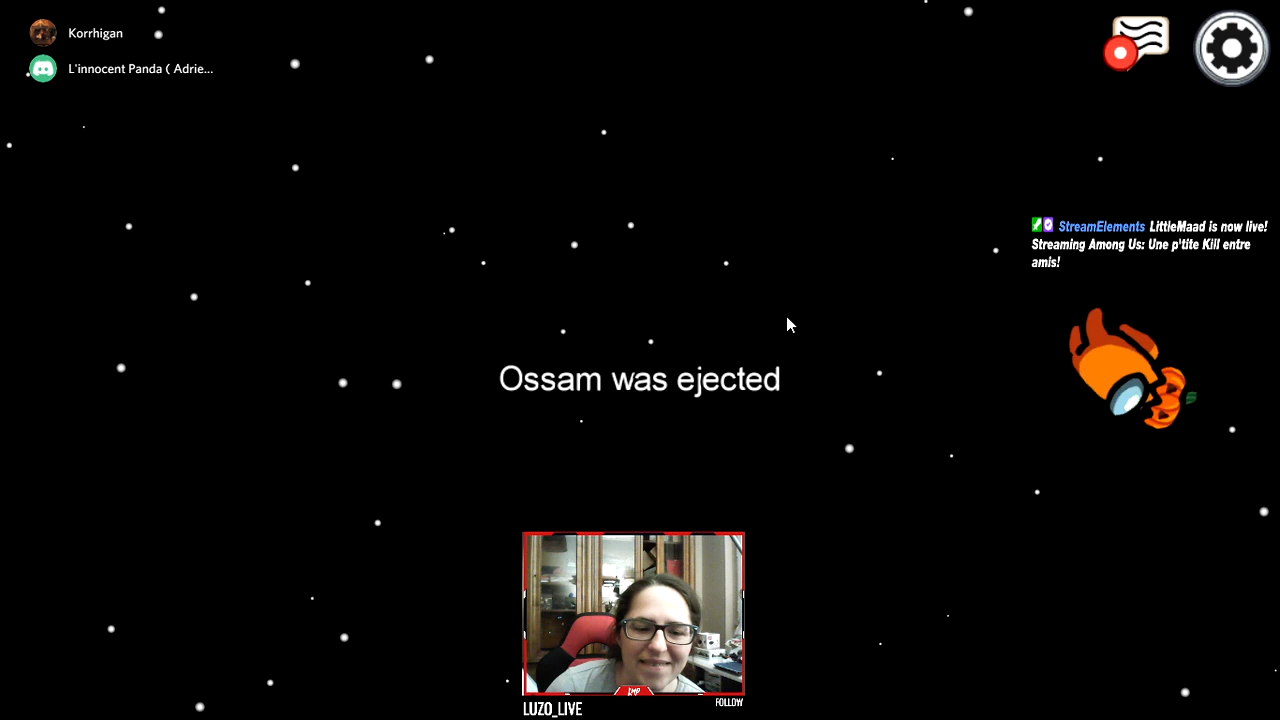 Korrhigan
L'innocent Panda ( Adrie...
StreamElements LittleMaad is now live!
Streaming Among Us: Une p'tite Kill entre
amis!
Ossam was ejected
LUZO_LIVE
FOLLOW